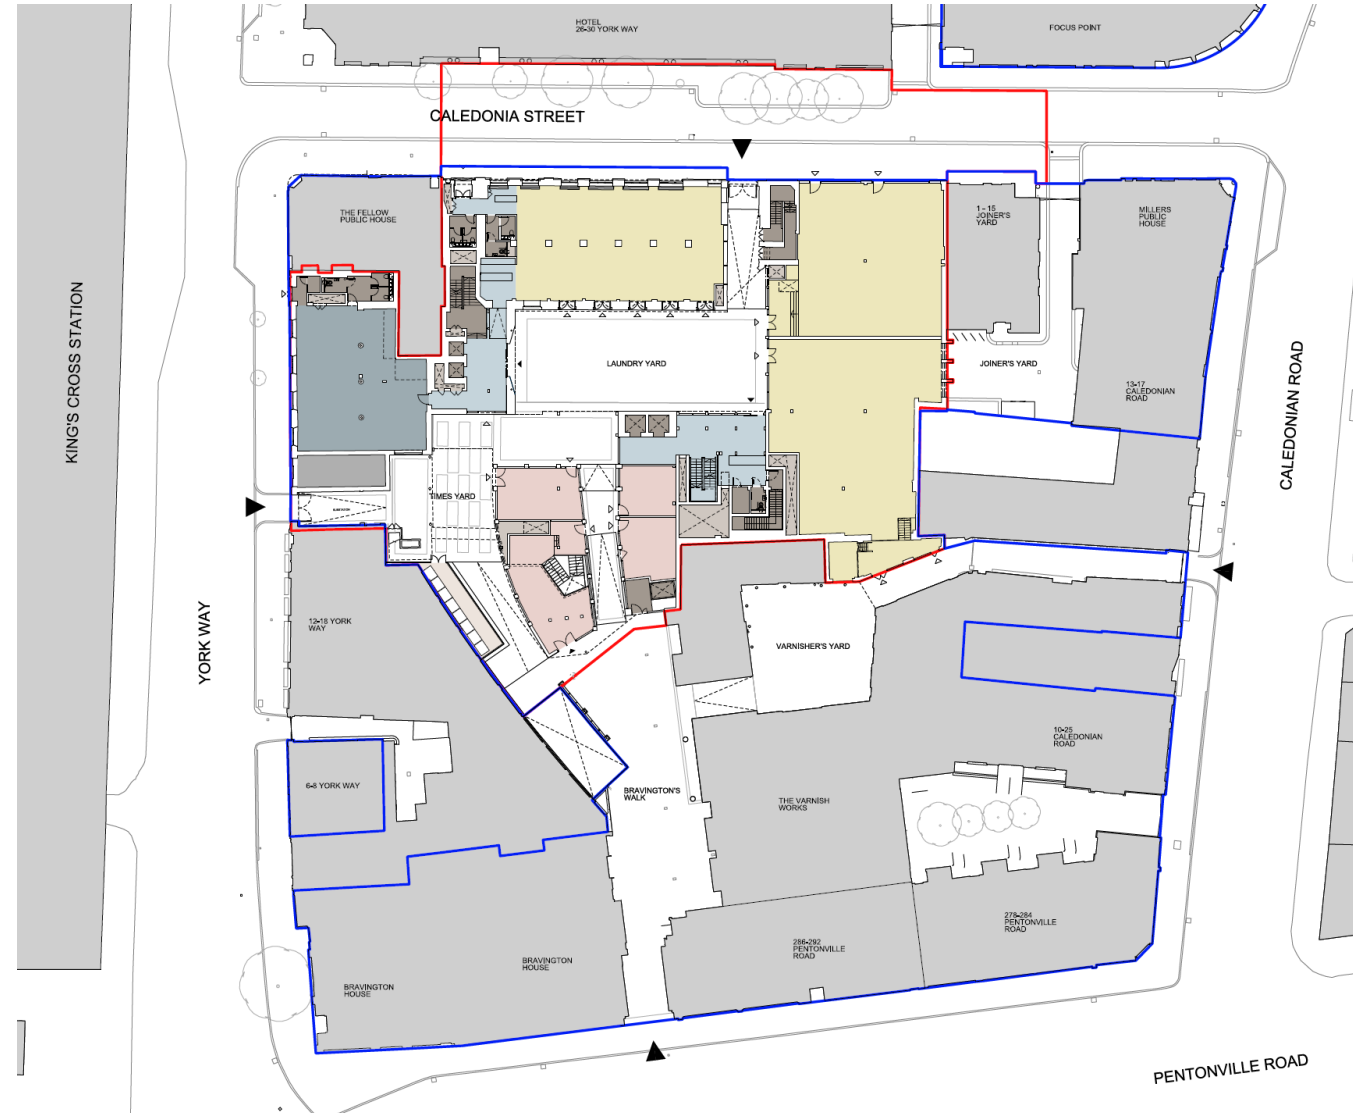 HOTEL
26-30 YORK WAY
FOCUS POINT
CALEDONIA STREET
THE FELLOW
PUBLIC HOUSE
1 - 15
JOINER'S
YARD
MILLERS
PUBLIC
HOUSE
KING'S CROSS STATION
LAUNDRY YARD
JOINER'S YARD
13-17
CALEDONIAN
ROAD
CALEDONIAN ROAD
TIMES YARD
12-18 YORK
WAY
YORK WAY
VARNISHER'S YARD
10-25
CALEDONIAN
ROAD
6-8 YORK WAY
BRAVINGTON'S
WALK
THE VARNISH
WORKS
278-284
PENTONVILLE
ROAD
286-292
PENTONVILLE
ROAD
BRAVINGTON
HOUSE
BRAVINGTON
HOUSE
PENTONVILLE ROAD